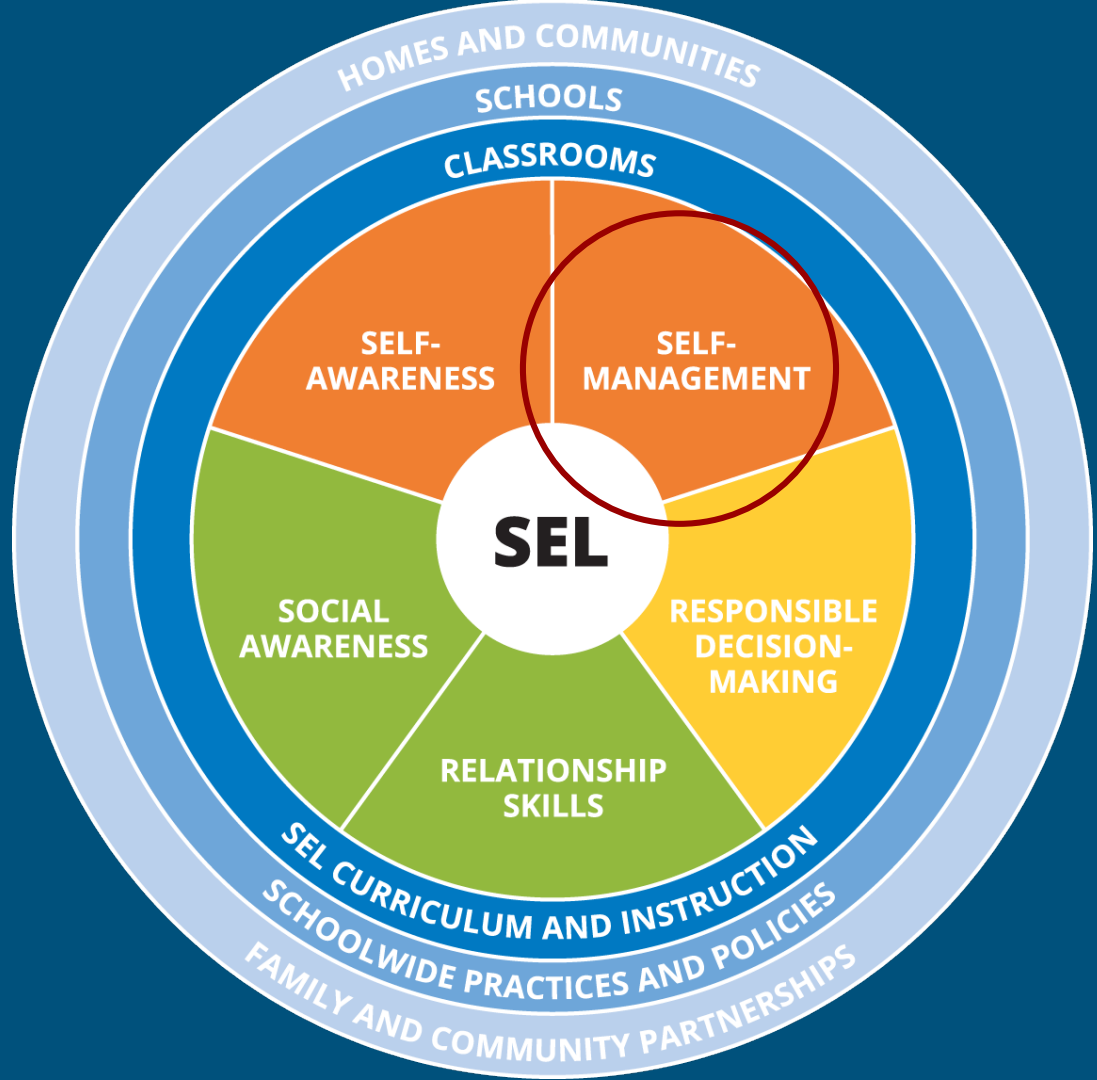 HOMES AND COMMUNITIES
SCHOOLS
CLASSROOMS
SELF-
AWARENESS
SELF-
MANAGEMENT
SEL
SOCIAL
AWARENESS
RESPONSIBLE
DECISION-
MAKING
RELATIONSHIP
SKILLS
SEL CURRICULUM AND INSTRUCTION
SCHOOLWIDE PRACTICES AND POLICIES
FAMILY AND COMMUNITY PARTNERSHIPS